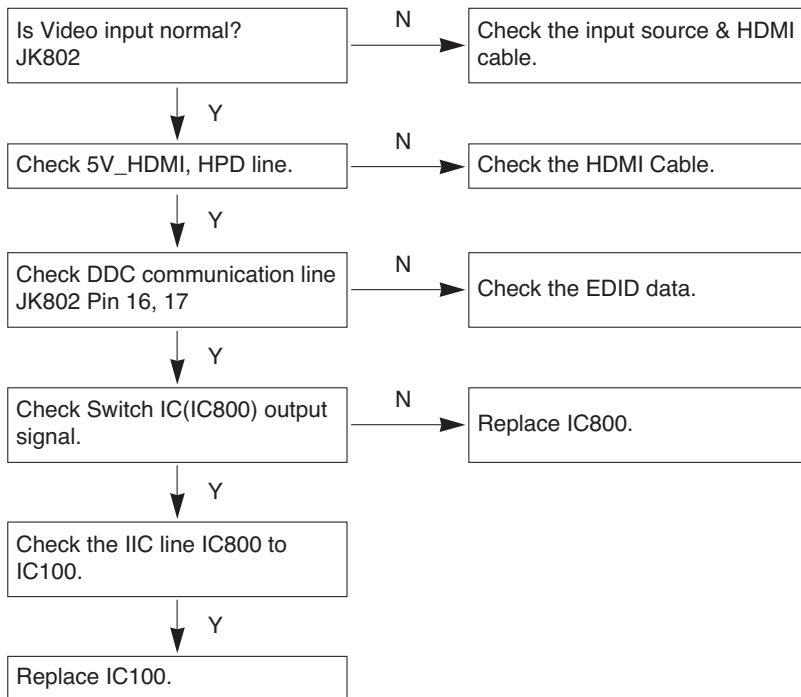 Is Video input normal?
JK802
N
Check the input source & HDMI
cable.
Y
Check 5V_HDMI, HPD line.
N
Check the HDMI Cable.
Y
Check DDC communication line
JK802 Pin 16, 17
N
Check the EDID data.
Y
Check Switch IC(IC800) output
signal.
N
Replace IC800.
Y
Check the IIC line IC800 to
IC100.
Y
Replace IC100.